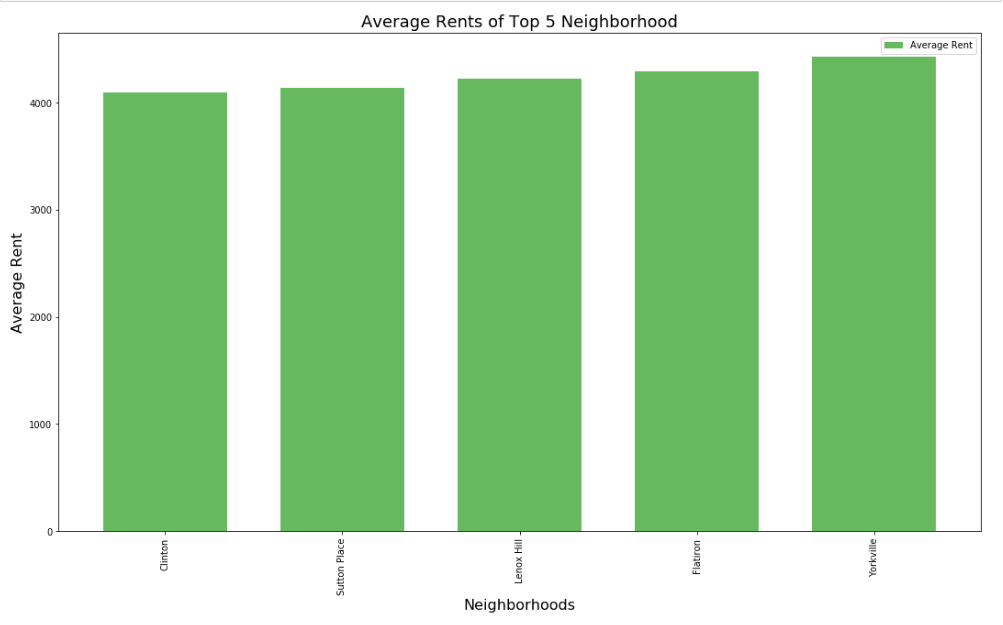 Average Rents of Top 5 Neighborhood
Average Rent
4000
3000
2000
1000
0
Average Rent
Clinton
Sutton Place
Lenox Hill
Flatiron
Yorkville
Neighborhoods